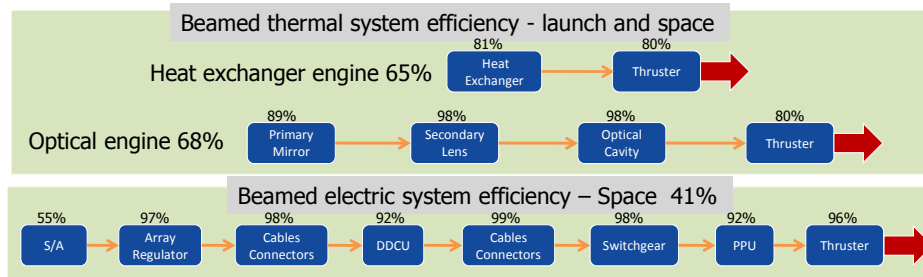 Beamed thermal system efficiency - launch and space
Heat exchanger engine 65%
81%
Heat
Exchanger
80%
Thruster
Optical engine 68%
89%
Primary
Mirror
98%
Secondary
Lens
98%
Optical
Cavity
80%
Thruster
Beamed electric system efficiency – Space 41%
55%
S/A
97%
Array
Regulator
98%
Cables
Connectors
92%
DDCU
99%
Cables
Connectors
98%
Switchgear
92%
PPU
96%
Thruster